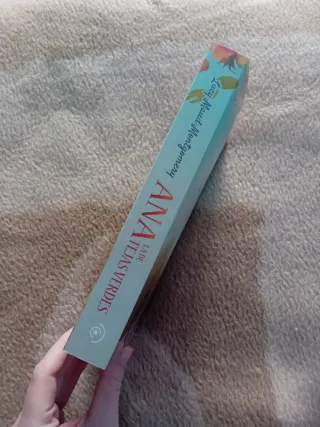 Lucy Maud Montgomery
ANA
LA DE
TEJAS VERDES